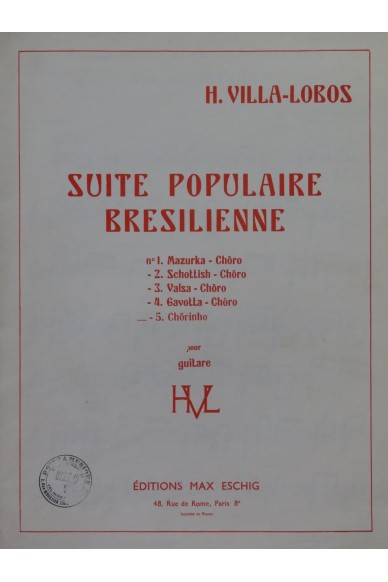 H. VILLA-LOBOS
SUITE POPULAIRE
BRESILIENNE
nº 1. Mazurka - Chôro
- 2. Schottish - Chôro
- 3. Valsa - Chôro
- 4. Gavotta - Chôro
- 5. Chôrinho
pour
guitare
HVL
ÉDITIONS MAX ESCHIG
48, Rue de Rome, Paris 8e